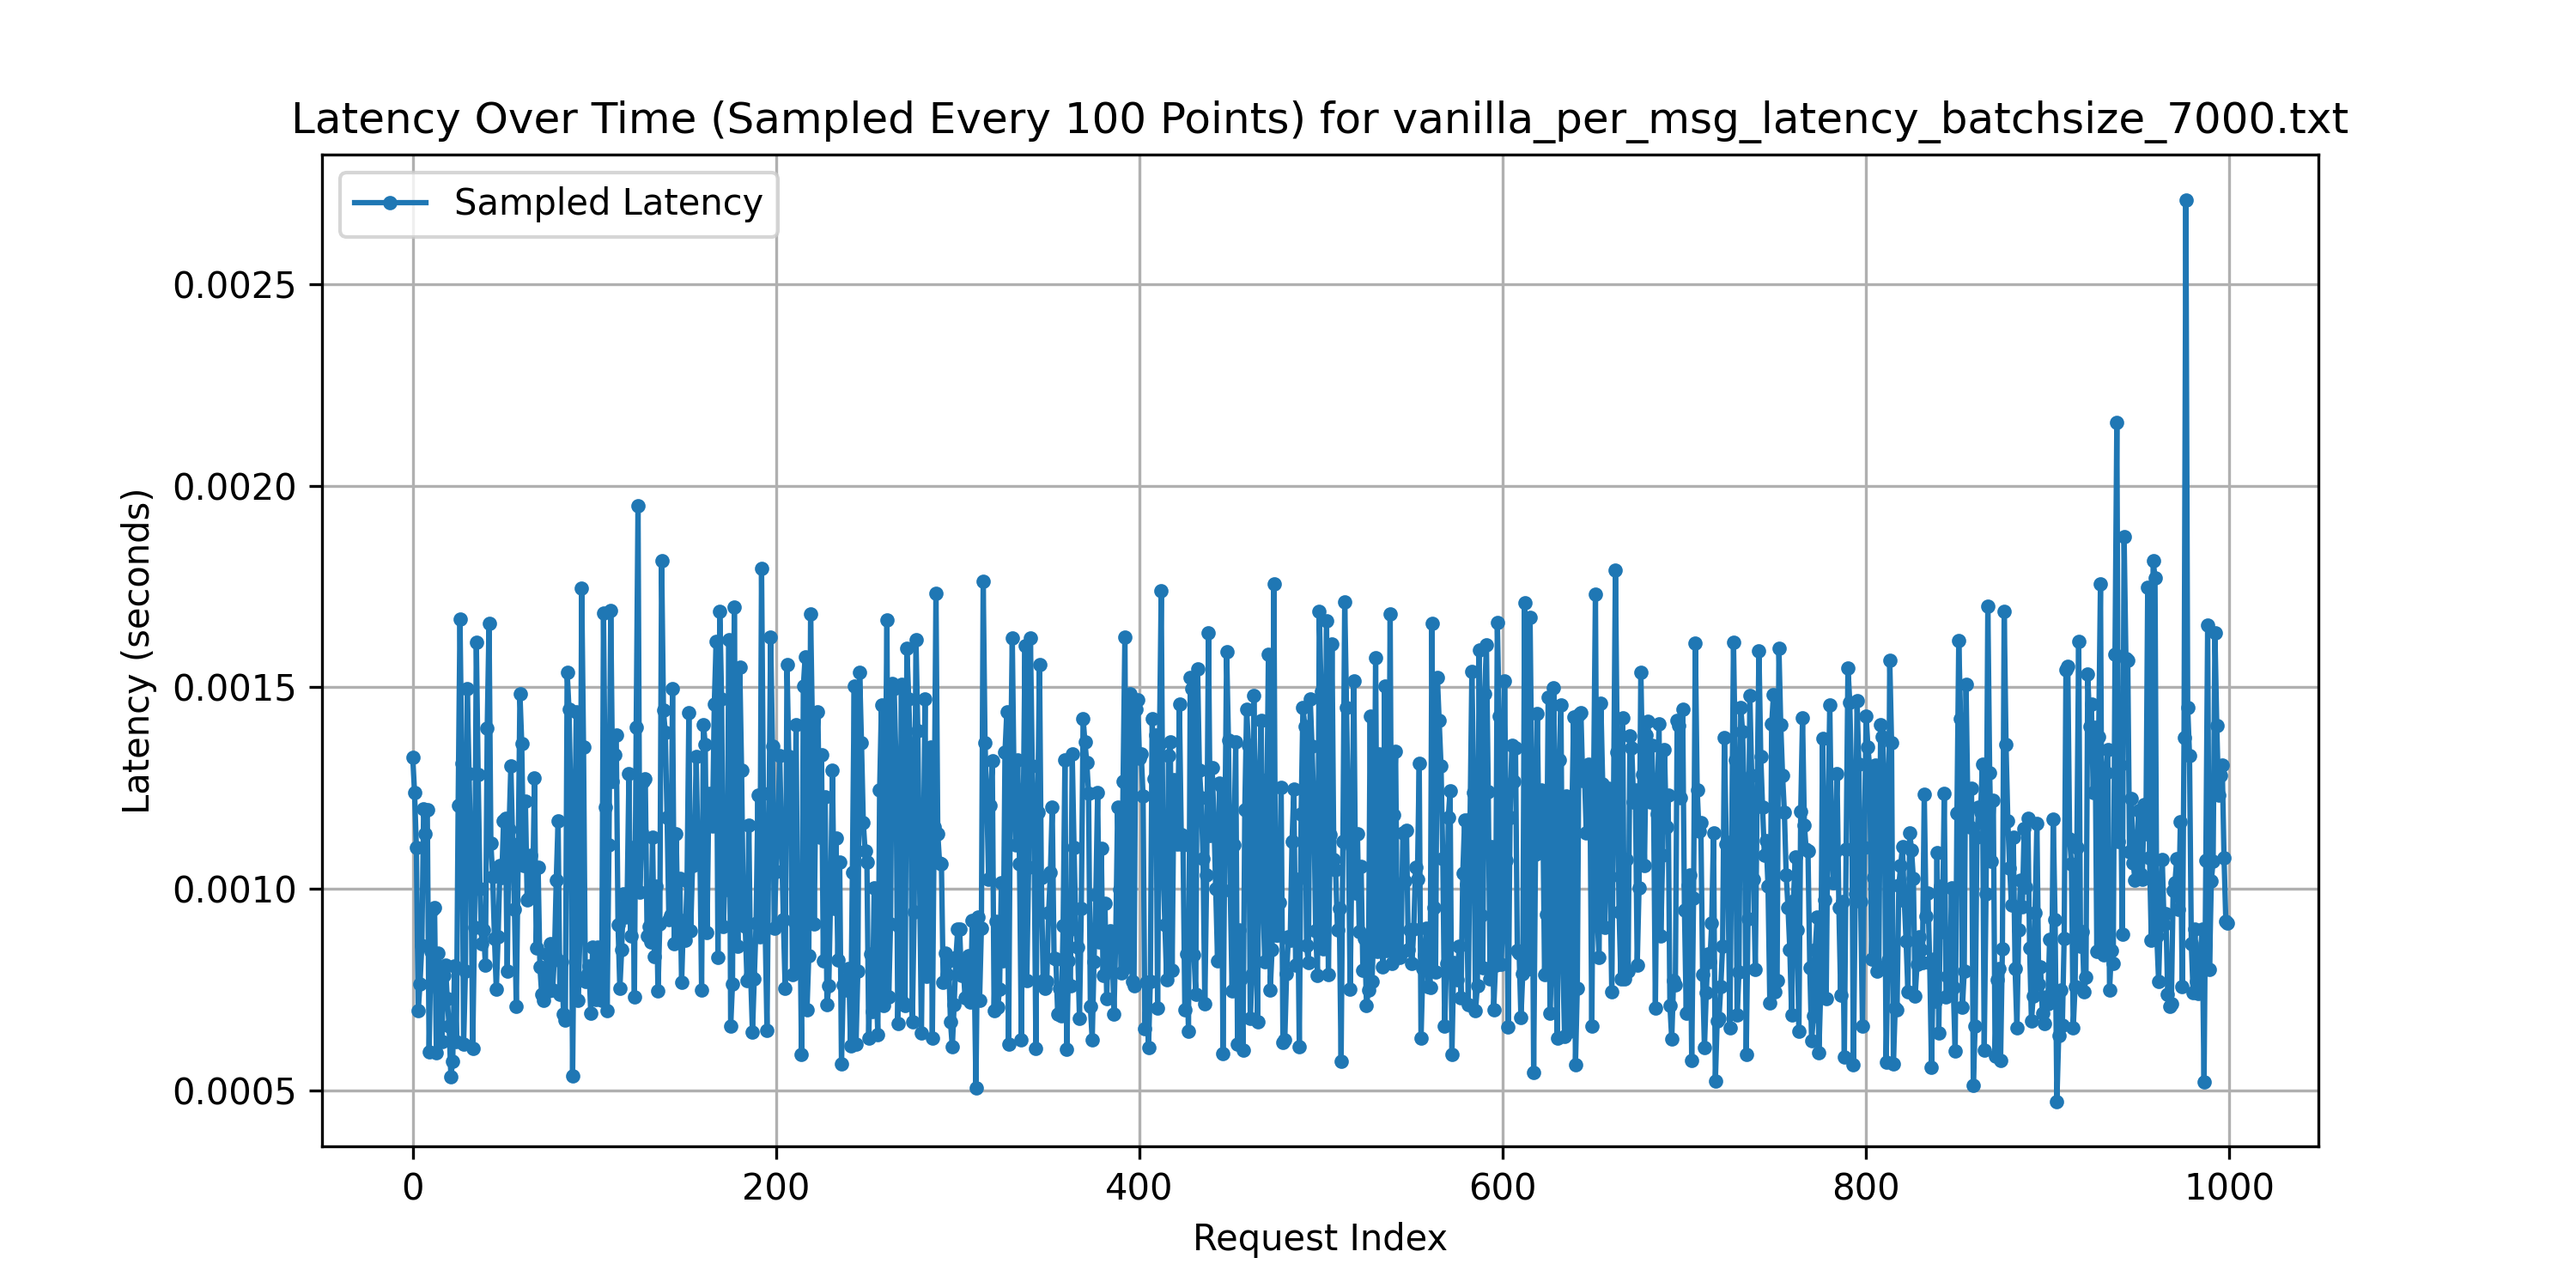 Latency Over Time (Sampled Every 100 Points) for vanilla_per_msg_latency_batchsize_7000.txt
Sampled Latency
Latency (seconds)
0.0025
0.0020
0.0015
0.0010
0.0005
0 200 400 600 800 1000
Request Index